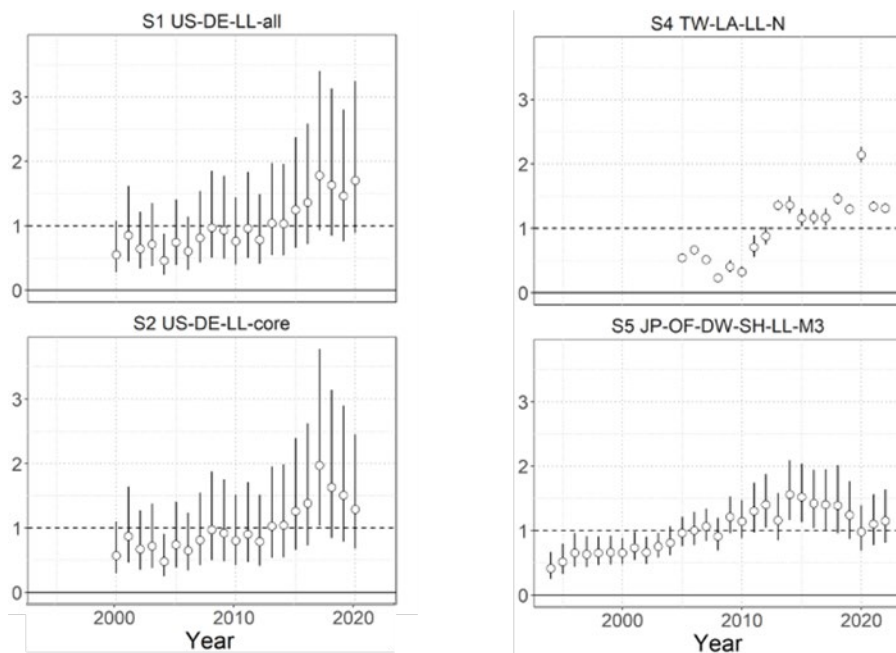 S1 US-DE-LL-all
3
2
1
0
S2 US-DE-LL-core
3
2
1
0
2000 2010 2020
Year
S4 TW-LA-LL-N
3
2
1
0
S5 JP-OF-DW-SH-LL-M3
3
2
1
0
2000 2010 2020
Year